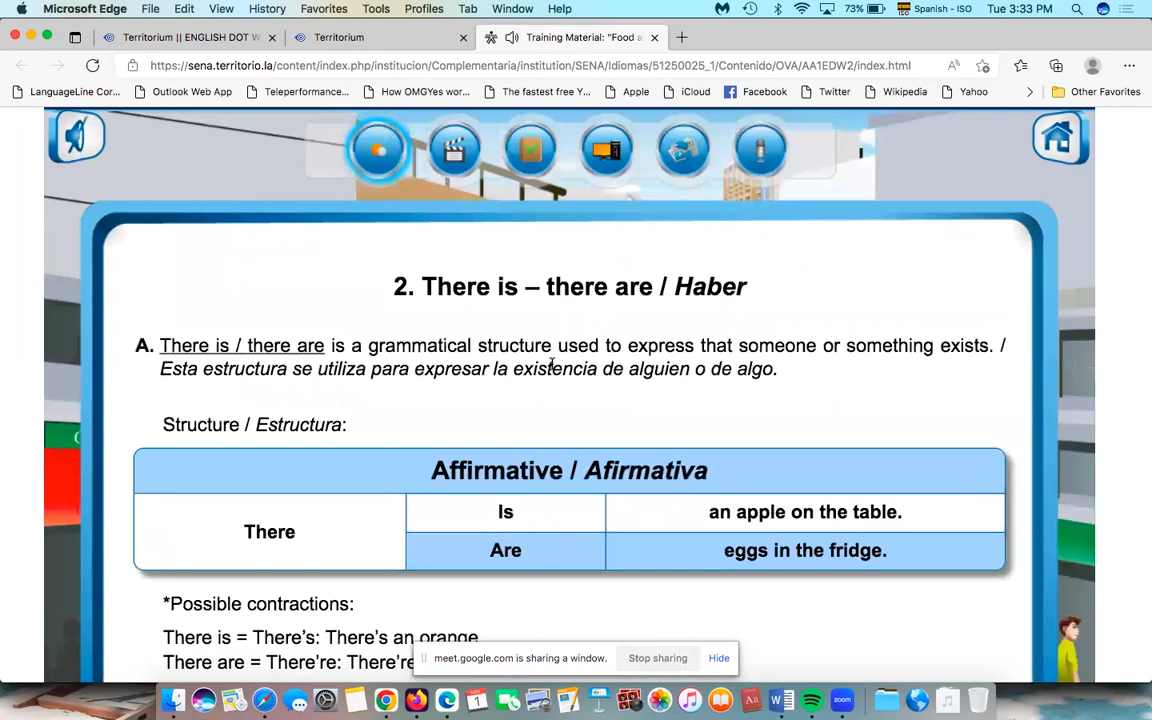 Microsoft Edge File Edit View History Favorites Tools Profiles Tab Window Help 73% Spanish - ISO Tue 3:33 PM
Territorium || ENGLISH DOT W Territorium Training Material: "Food a
https://sena.territorio.la/content/index.php/institucion/Complementaria/institution/SENA/Idiomas/51250025_1/Contenido/OVA/AA1EDW2/index.html
LanguageLine Cor... Outlook Web App Teleperformance... How OMGYes wor... The fastest free Y... Apple iCloud Facebook Twitter Wikipedia Yahoo Other Favorites
2. There is – there are / Haber
A. There is / there are is a grammatical structure used to express that someone or something exists. /
Esta estructura se utiliza para expresar la existencia de alguien o de algo.
Structure / Estructura:
Affirmative / Afirmativa
There
Is
an apple on the table.
Are
eggs in the fridge.
*Possible contractions:
There is = There's: There's an orange
There are = There're: There're
meet.google.com is sharing a window. Stop sharing Hide
zoom